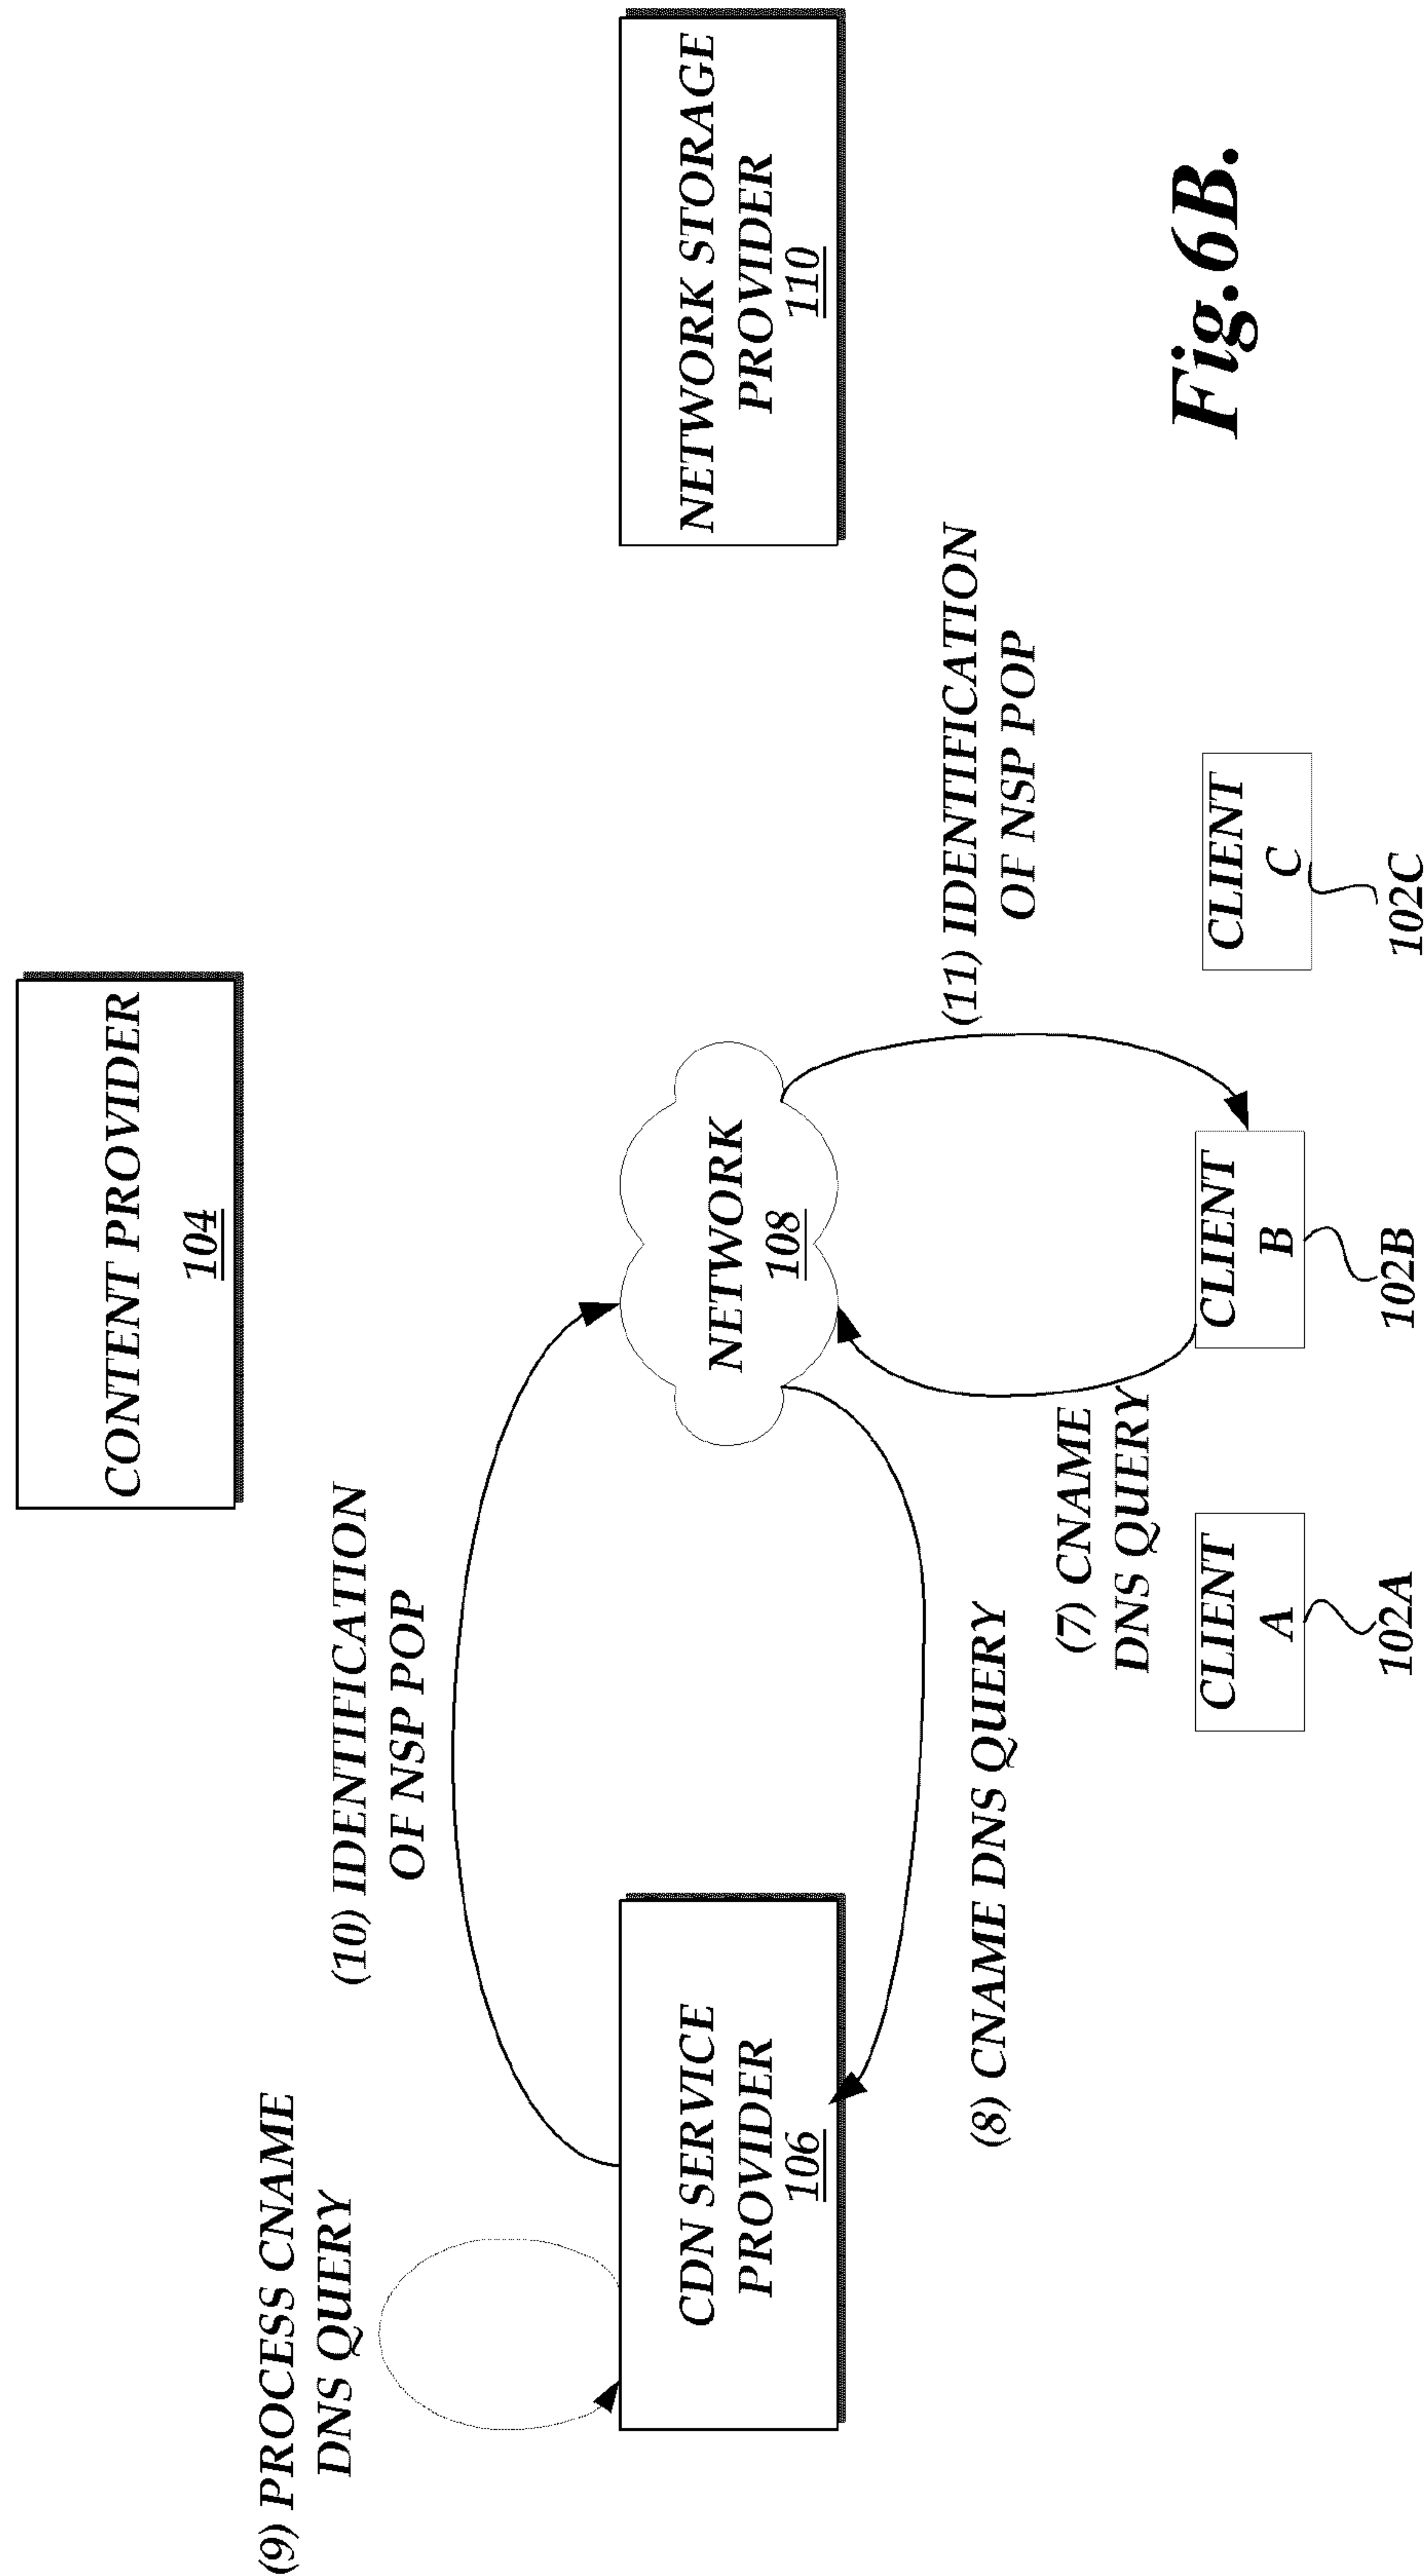 CONTENT PROVIDER
104
(9) PROCESS CNAME
DNS QUERY
(10) IDENTIFICATION
OF NSP POP
CDN SERVICE
PROVIDER
106
NETWORK
108
NETWORK STORAGE
PROVIDER
110
(8) CNAME DNS QUERY
(7) CNAME
DNS QUERY
(11) IDENTIFICATION
OF NSP POP
CLIENT
A
102A
CLIENT
B
102B
CLIENT
C
102C
Fig.6B.